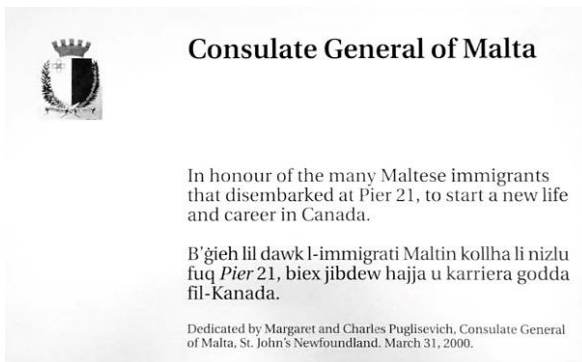 Consulate General of Malta
In honour of the many Maltese immigrants
that disembarked at Pier 21, to start a new life
and career in Canada.
B'ġieh lil dawk l-immigrati Maltin kollha li nizlu
fuq Pier 21, biex jibdew hajja u karriera godda
fil-Kanada.
Dedicated by Margaret and Charles Puglisevich, Consulate General
of Malta, St. John's Newfoundland. March 31, 2000.